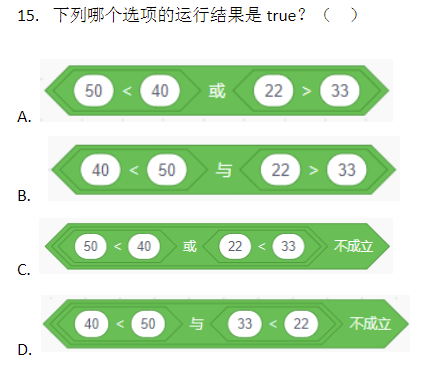 15. 下列哪个选项的运行结果是 true？（ ）
A. 50 < 40 或 22 > 33
B. 40 < 50 与 22 > 33
C. 50 < 40 或 22 < 33 不成立
D. 40 < 50 与 33 < 22 不成立